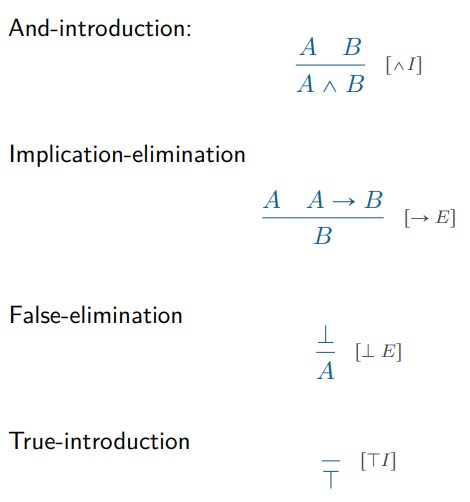 And-introduction:
A B
A ∧ B [∧I]
Implication-elimination
A A → B
B [→ E]
False-elimination
⊥
A [⊥ E]
True-introduction
⊤ [⊤I]